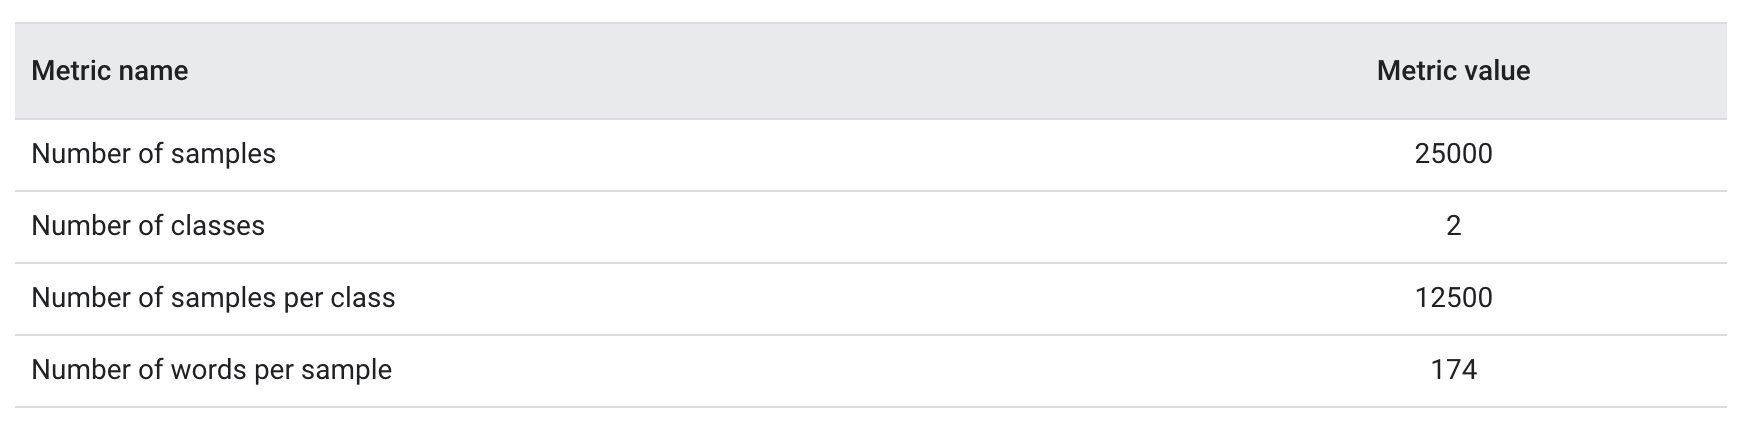 Metric name Metric value
Number of samples 25000
Number of classes 2
Number of samples per class 12500
Number of words per sample 174